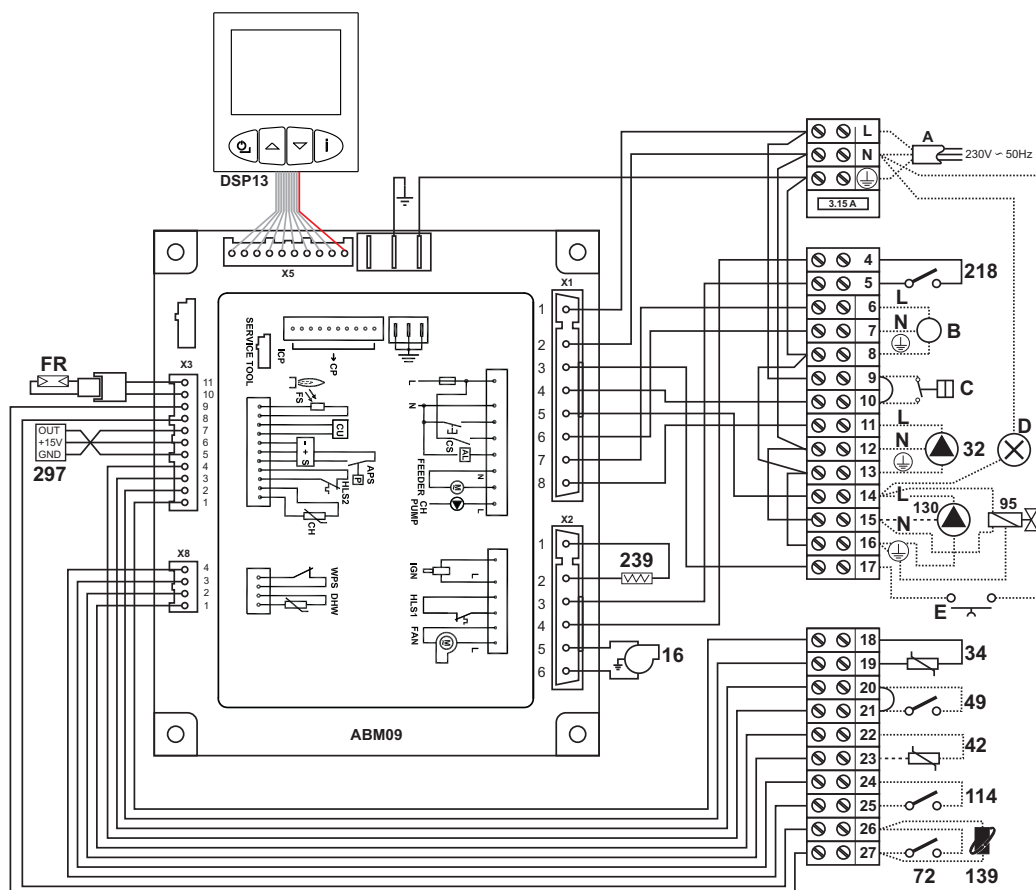 DSP13
i
X5
ABM09
SERVICE TOOL
ICP
CP
FS
CU
- + S
APS
P
HLS2
CH
WPS
DHW
L
N
CS
AL
FEEDER
M
N
CH
PUMP
L
IGN
L
HLS1
FAN
M
L
X1
1
2
3
4
5
6
7
8
X2
1
2
3
4
5
6
239
16
FR
X3
11
10
9
8
7
6
5
4
3
2
1
OUT
+15V
GND
297
X8
4
3
2
1
L
N
3.15 A
A
230V ~ 50Hz
4
5
6
7
8
9
10
11
12
13
14
15
16
17
218
L
N
B
C
L
N
32
D
L
N
130
95
E
18
19
20
21
22
23
24
25
26
27
34
49
42
114
72
139